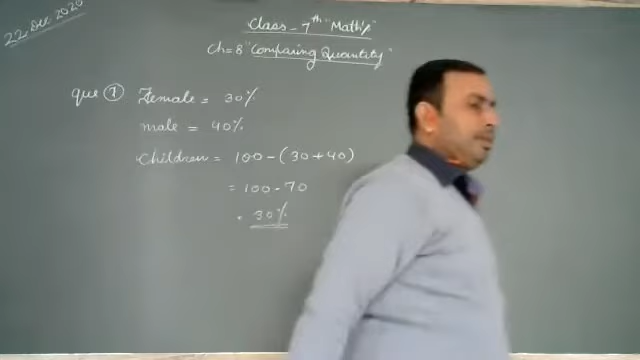 22 Dec 2020
Class - 7th "Maths"
Ch = 8 "Comparing Quantity"
que ① Female = 30%
male = 40%
Children = 100 - (30 + 40)
= 100 - 70
= 30%